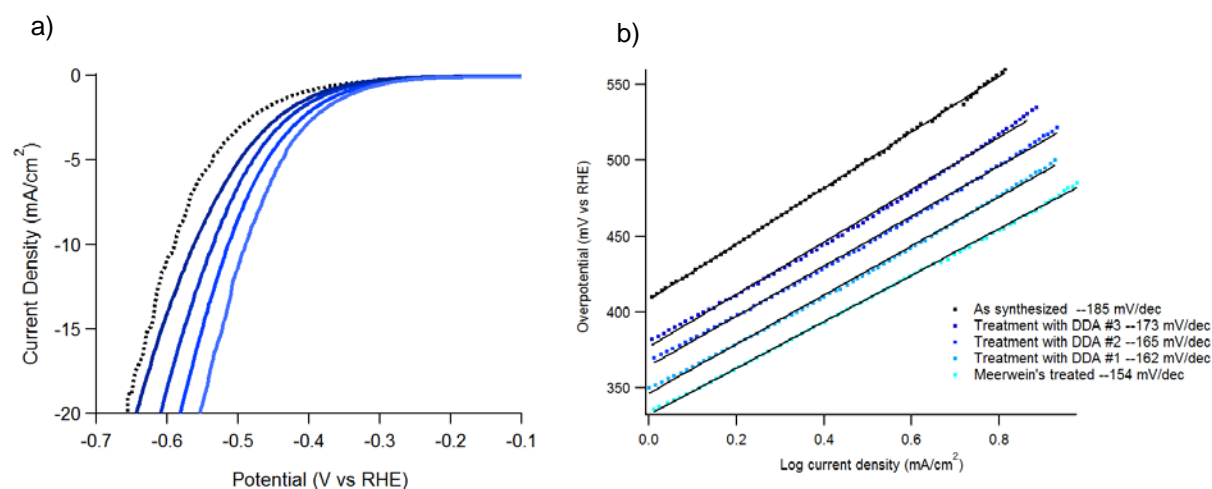 a)
0
-5
-10
-15
-20
Current Density (mA/cm2)
-0.7 -0.6 -0.5 -0.4 -0.3 -0.2 -0.1
Potential (V vs RHE)
b)
550
500
450
400
350
Overpotential (mV vs RHE)
As synthesized --185 mV/dec
Treatment with DDA #3 --173 mV/dec
Treatment with DDA #2 --165 mV/dec
Treatment with DDA #1 --162 mV/dec
Meerwein's treated --154 mV/dec
0.0 0.2 0.4 0.6 0.8
Log current density (mA/cm2)